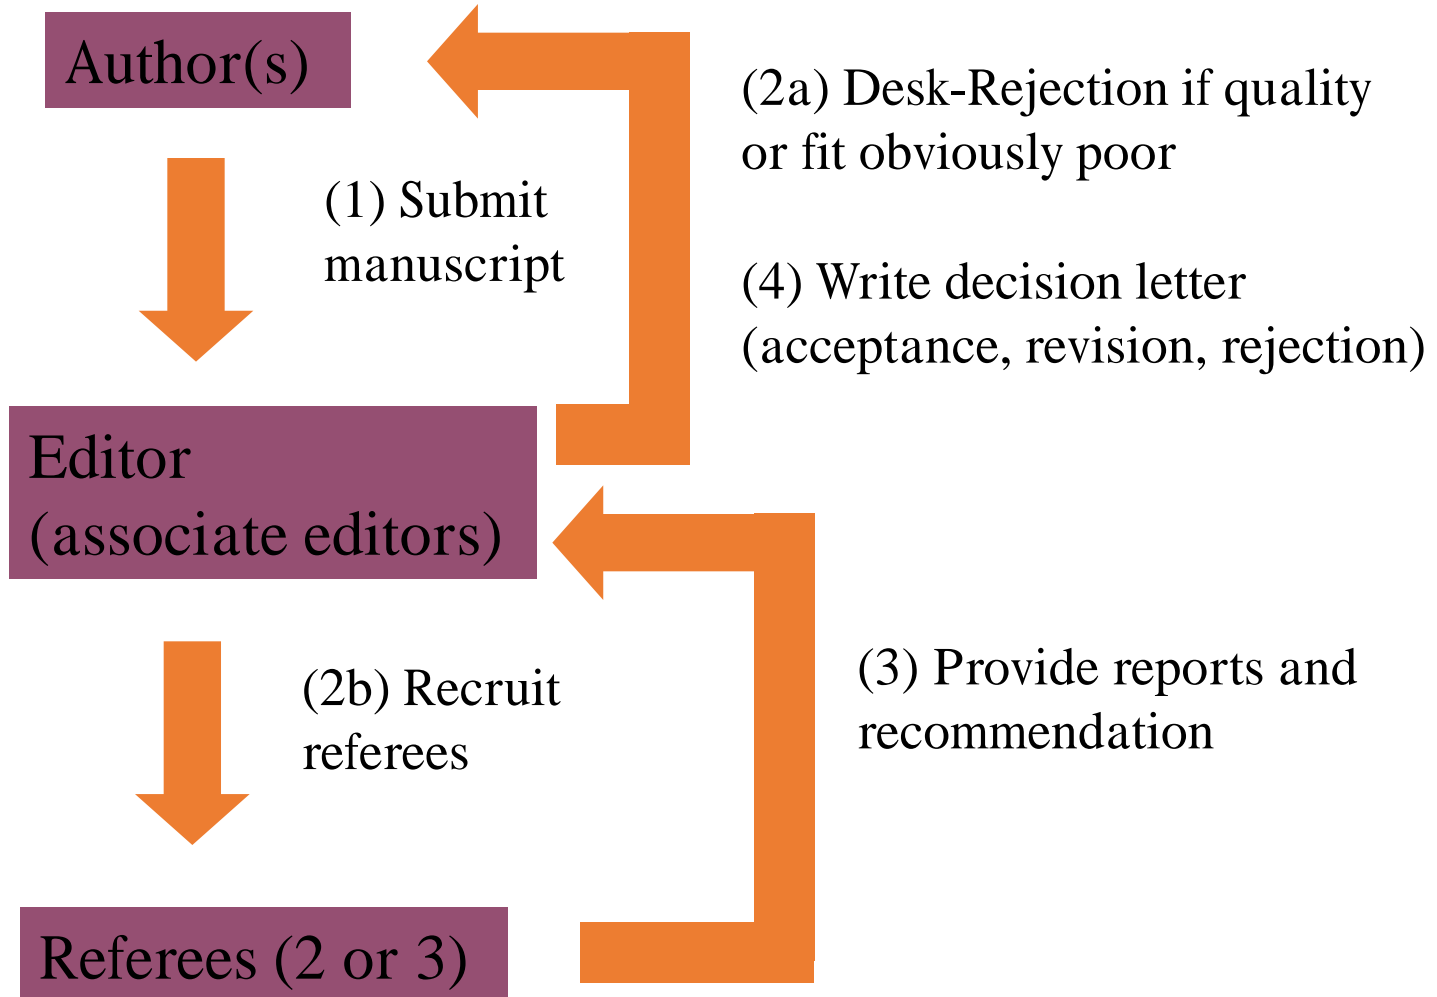 Author(s)
(2a) Desk-Rejection if quality
or fit obviously poor
(1) Submit
manuscript
(4) Write decision letter
(acceptance, revision, rejection)
Editor
(associate editors)
(2b) Recruit
referees
(3) Provide reports and
recommendation
Referees (2 or 3)